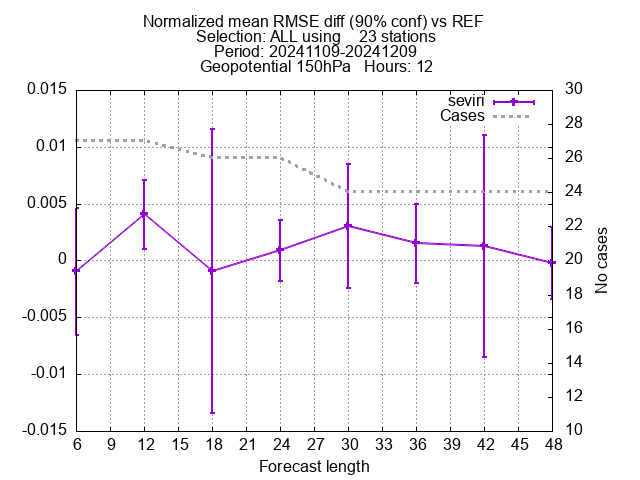 Normalized mean RMSE diff (90% conf) vs REF
Selection: ALL using    23 stations
Period: 20241109-20241209
Geopotential 150hPa   Hours: 12
seviri
Cases
0.015
0.01
0.005
0
-0.005
-0.01
-0.015
30
28
26
24
22
20
18
16
14
12
10
No cases
6 9 12 15 18 21 24 27 30 33 36 39 42 45 48
Forecast length